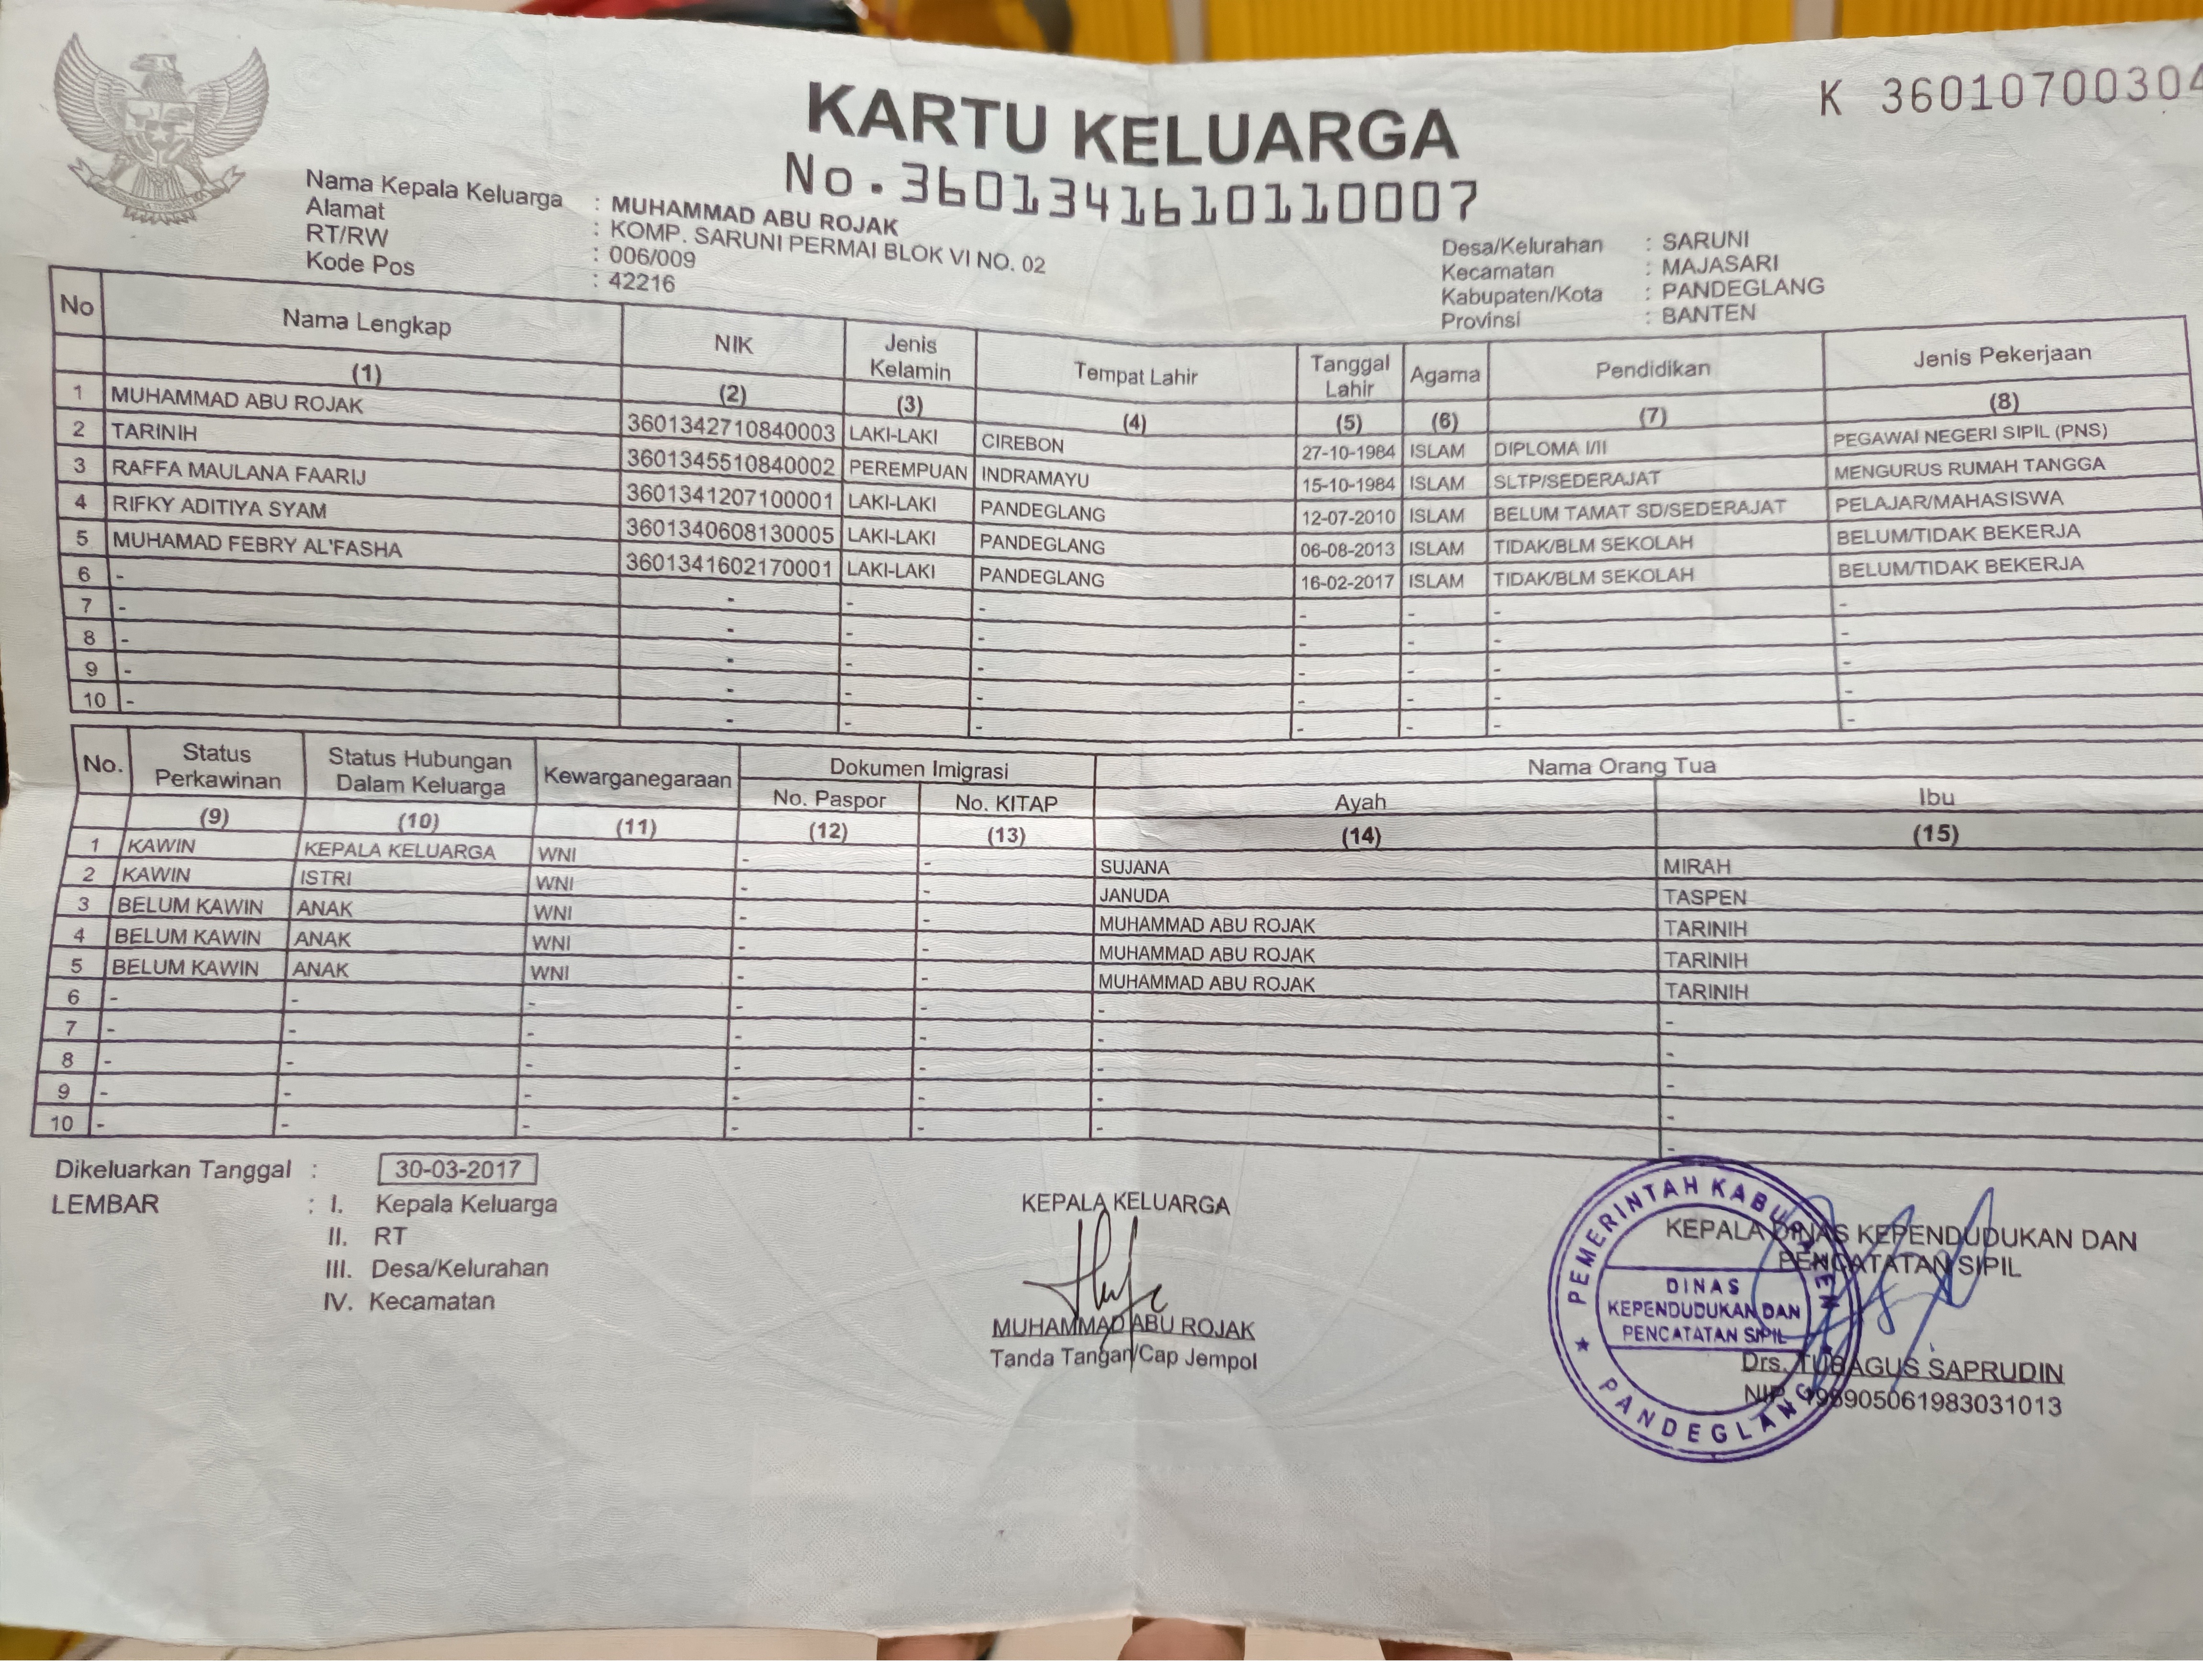 K 36010700304
KARTU KELUARGA
No. 3601341610110007
Nama Kepala Keluarga : MUHAMMAD ABU ROJAK
Alamat : KOMP. SARUNI PERMAI BLOK VI NO. 02
RT/RW : 006/009
Kode Pos : 42216
Desa/Kelurahan : SARUNI
Kecamatan : MAJASARI
Kabupaten/Kota : PANDEGLANG
Provinsi : BANTEN
No Nama Lengkap NIK Jenis Kelamin Tempat Lahir Tanggal Lahir Agama Pendidikan Jenis Pekerjaan
(1) (2) (3) (4) (5) (6) (7) (8)
1 MUHAMMAD ABU ROJAK 3601342710840003 LAKI-LAKI CIREBON 27-10-1984 ISLAM DIPLOMA I/II PEGAWAI NEGERI SIPIL (PNS)
2 TARINIH 3601345510840002 PEREMPUAN INDRAMAYU 15-10-1984 ISLAM SLTP/SEDERAJAT MENGURUS RUMAH TANGGA
3 RAFFA MAULANA FAARIJ 3601341207100001 LAKI-LAKI PANDEGLANG 12-07-2010 ISLAM BELUM TAMAT SD/SEDERAJAT PELAJAR/MAHASISWA
4 RIFKY ADITIYA SYAM 3601340608130005 LAKI-LAKI PANDEGLANG 06-08-2013 ISLAM TIDAK/BLM SEKOLAH BELUM/TIDAK BEKERJA
5 MUHAMAD FEBRY AL'FASHA 3601341602170001 LAKI-LAKI PANDEGLANG 16-02-2017 ISLAM TIDAK/BLM SEKOLAH BELUM/TIDAK BEKERJA
6 - - - - - - - -
7 - - - - - - - -
8 - - - - - - - -
9 - - - - - - - -
10 - - - - - - - -
No. Status Perkawinan Status Hubungan Dalam Keluarga Kewarganegaraan Dokumen Imigrasi Nama Orang Tua
No. Paspor No. KITAP Ayah Ibu
(9) (10) (11) (12) (13) (14) (15)
1 KAWIN KEPALA KELUARGA WNI - - SUJANA MIRAH
2 KAWIN ISTRI WNI - - JANUDA TASPEN
3 BELUM KAWIN ANAK WNI - - MUHAMMAD ABU ROJAK TARINIH
4 BELUM KAWIN ANAK WNI - - MUHAMMAD ABU ROJAK TARINIH
5 BELUM KAWIN ANAK WNI - - MUHAMMAD ABU ROJAK TARINIH
6 - - - - - - -
7 - - - - - - -
8 - - - - - - -
9 - - - - - - -
10 - - - - - - -
Dikeluarkan Tanggal : 30-03-2017
LEMBAR : I. Kepala Keluarga
II. RT
III. Desa/Kelurahan
IV. Kecamatan
KEPALA KELUARGA
MUHAMMAD ABU ROJAK
Tanda Tangan/Cap Jempol
KEPALA DINAS KEPENDUDUKAN DAN
PENCATATAN SIPIL
Drs. TUBAGUS SAPRUDIN
NIP. 195905061983031013
PEMERINTAH KABUPATEN
DINAS
KEPENDUDUKAN DAN
PENCATATAN SIPIL
PANDEGLANG